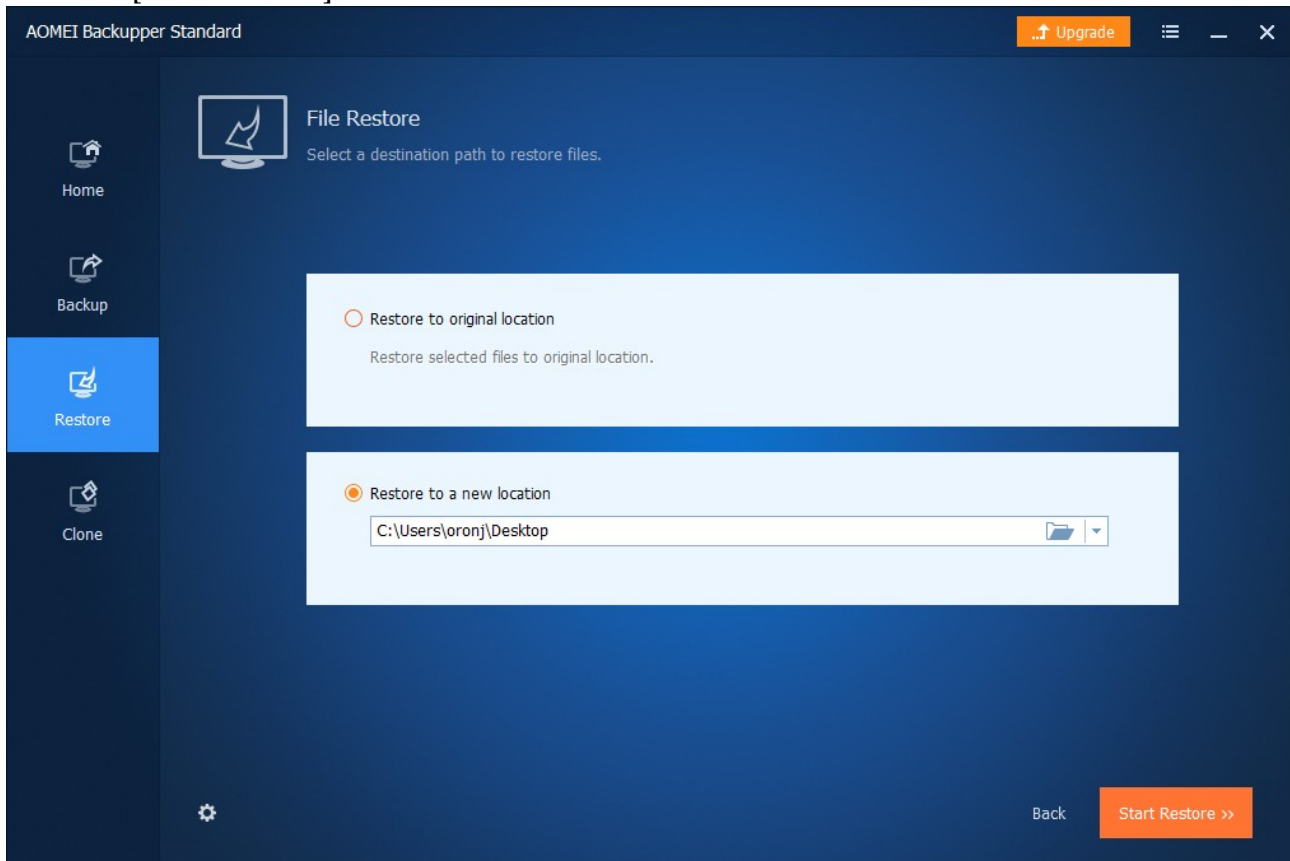 AOMEI Backupper Standard
Upgrade
File Restore
Select a destination path to restore files.
Home
Backup
Restore
Clone
Restore to original location
Restore selected files to original location.
Restore to a new location
C:\Users\oronj\Desktop
Back
Start Restore »